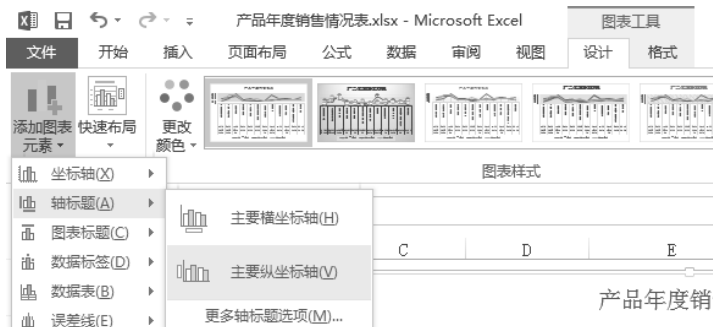 产品年度销售情况表.xlsx - Microsoft Excel 图表工具
文件 开始 插入 页面布局 公式 数据 审阅 视图 设计 格式
添加图表元素 快速布局 更改颜色
图表样式
坐标轴(X)
轴标题(A)
图表标题(C)
数据标签(D)
数据表(B)
误差线(E)
主要横坐标轴(H)
主要纵坐标轴(V)
更多轴标题选项(M)...
C D E
产品年度销